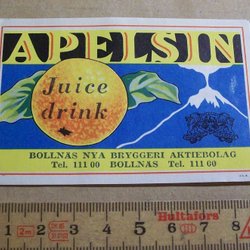 APELSIN
Juice
drink
BOLLNÄS NYA BRYGGERI AKTIEBOLAG
Tel. 111 00 BOLLNÄS Tel. 111 60
Hultafors
1 2m 2 3 4 5 6 7 8